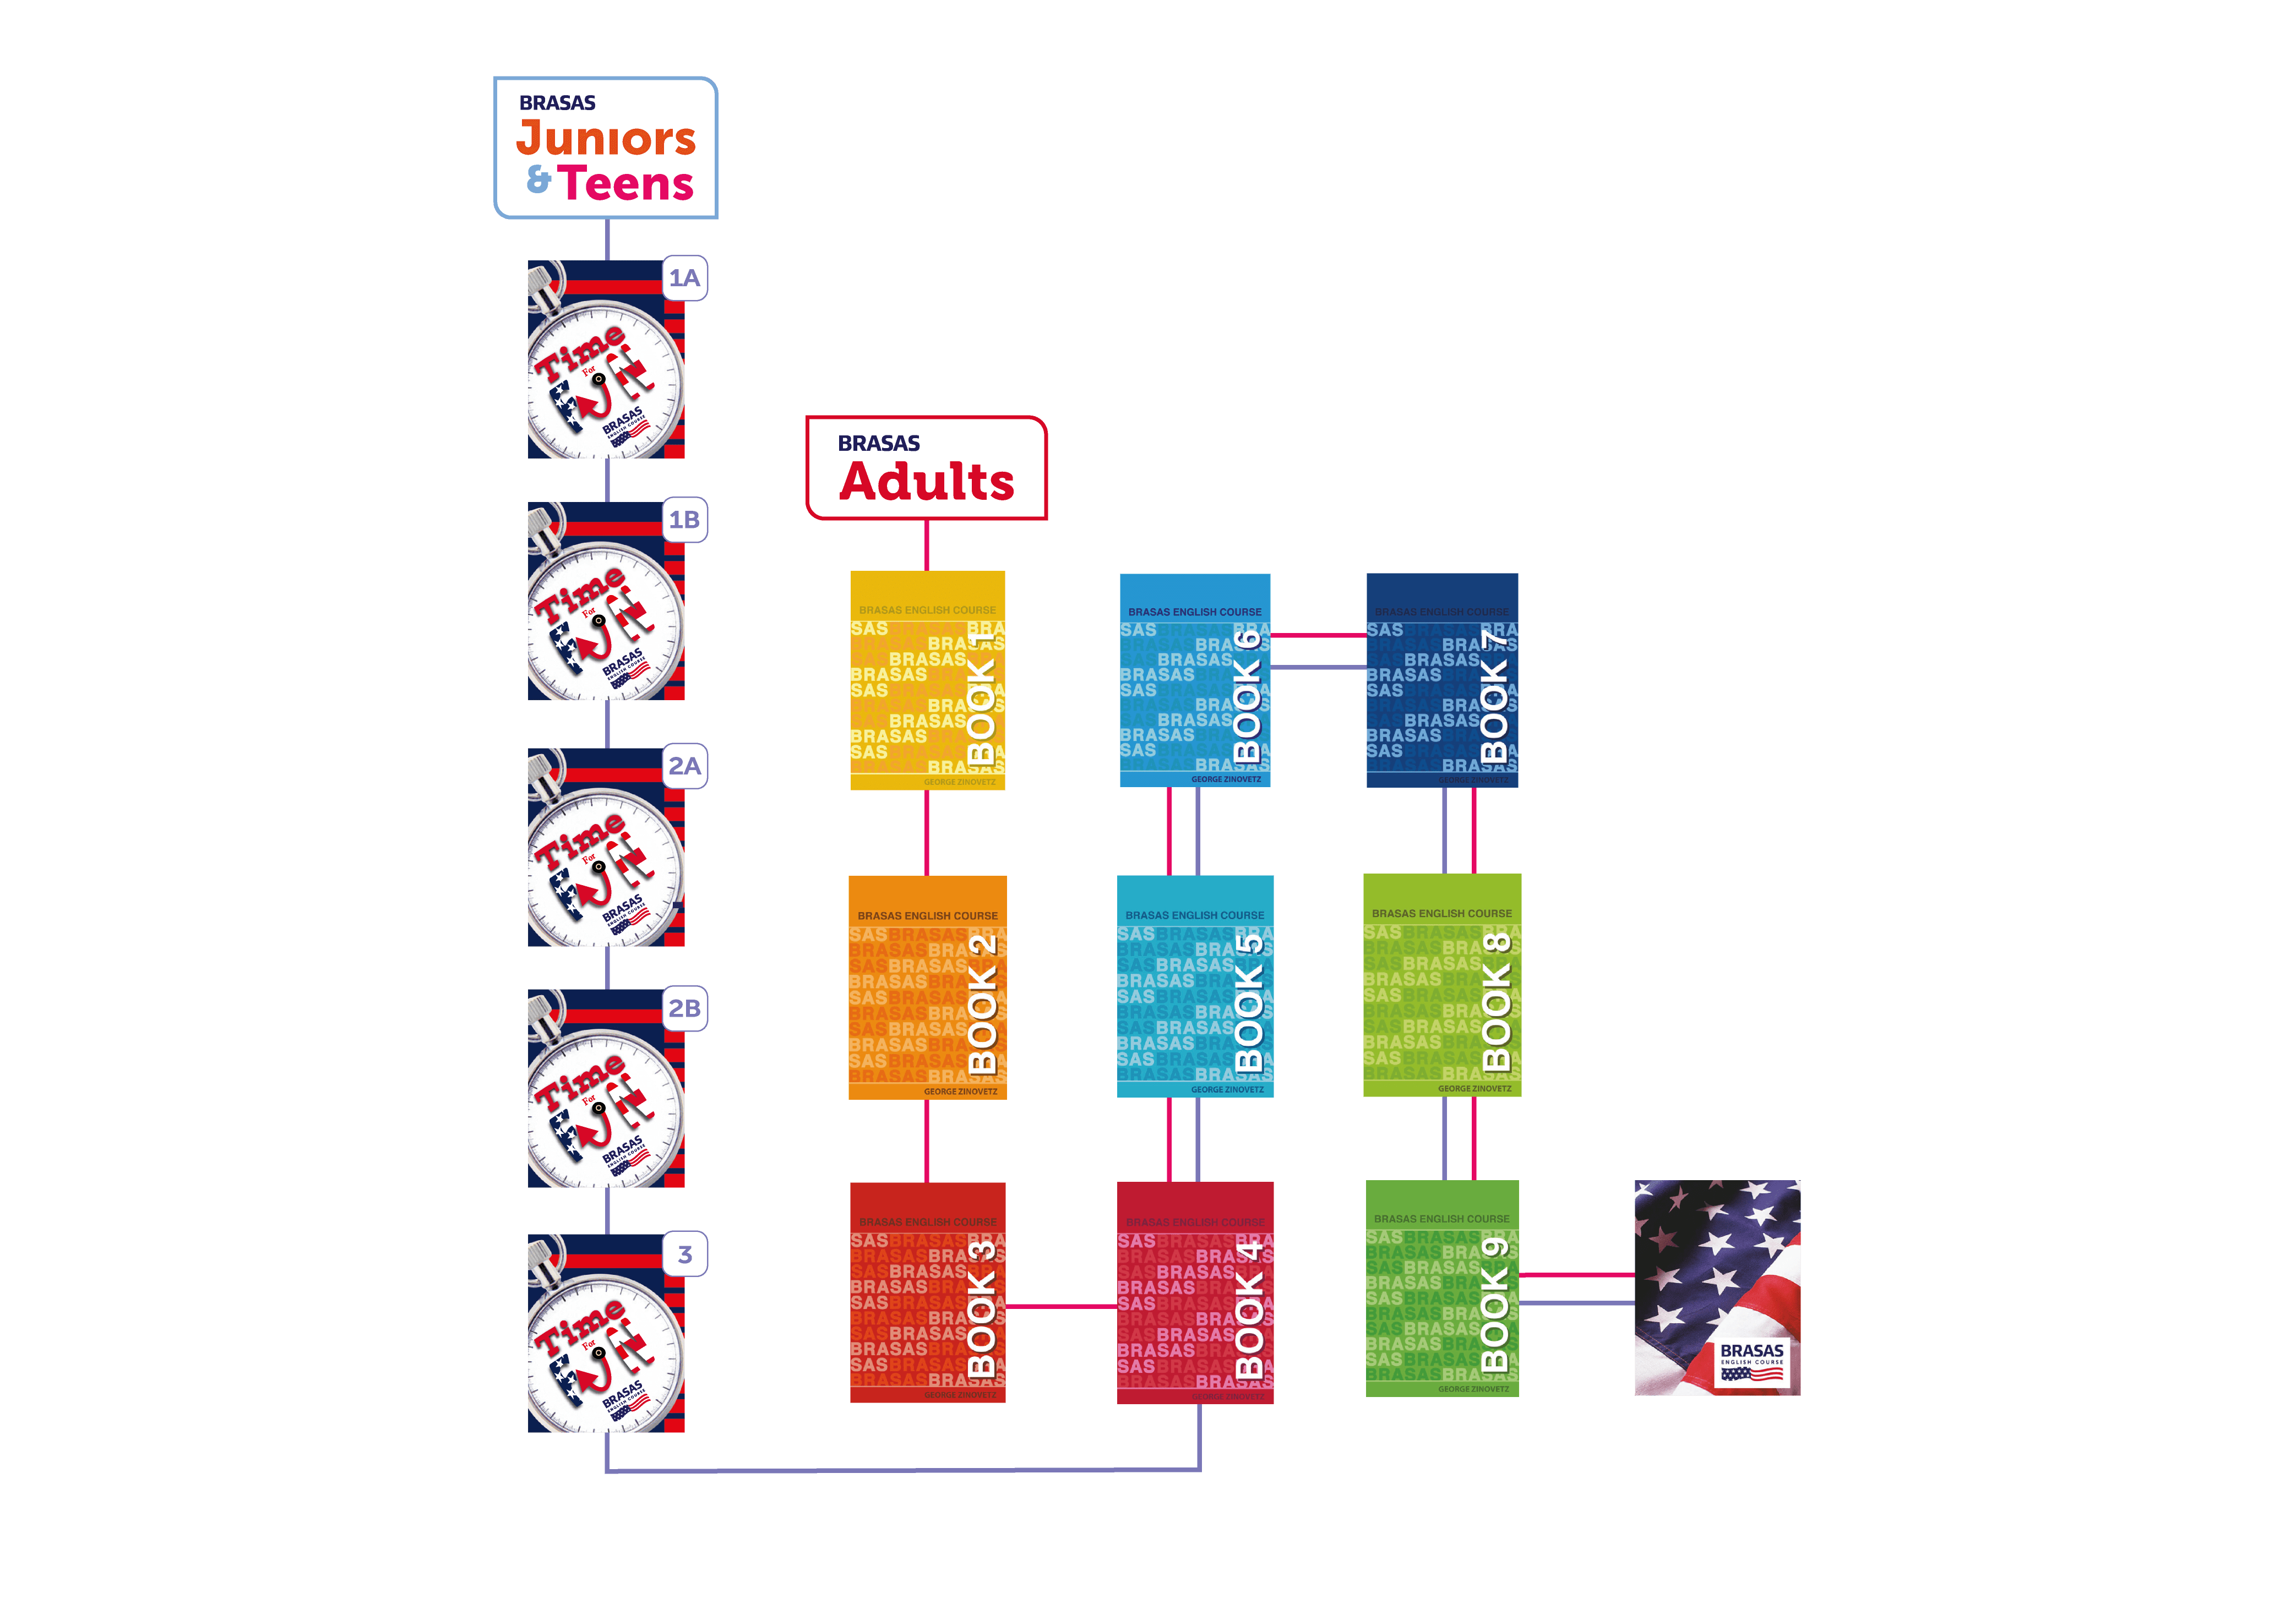 BRASAS
Juniors
& Teens
1A
Time
For
FUN
BRASAS
ENGLISH COURSE
1B
Time
For
FUN
BRASAS
ENGLISH COURSE
2A
Time
For
FUN
BRASAS
ENGLISH COURSE
2B
Time
For
FUN
BRASAS
ENGLISH COURSE
3
Time
For
FUN
BRASAS
ENGLISH COURSE
BRASAS
Adults
BRASAS ENGLISH COURSE
BOOK 1
GEORGE ZINOVETZ
BRASAS ENGLISH COURSE
BOOK 2
GEORGE ZINOVETZ
BRASAS ENGLISH COURSE
BOOK 3
GEORGE ZINOVETZ
BRASAS ENGLISH COURSE
BOOK 4
GEORGE ZINOVETZ
BRASAS ENGLISH COURSE
BOOK 5
GEORGE ZINOVETZ
BRASAS ENGLISH COURSE
BOOK 6
GEORGE ZINOVETZ
BRASAS ENGLISH COURSE
BOOK 7
GEORGE ZINOVETZ
BRASAS ENGLISH COURSE
BOOK 8
GEORGE ZINOVETZ
BRASAS ENGLISH COURSE
BOOK 9
GEORGE ZINOVETZ
BRASAS
ENGLISH COURSE